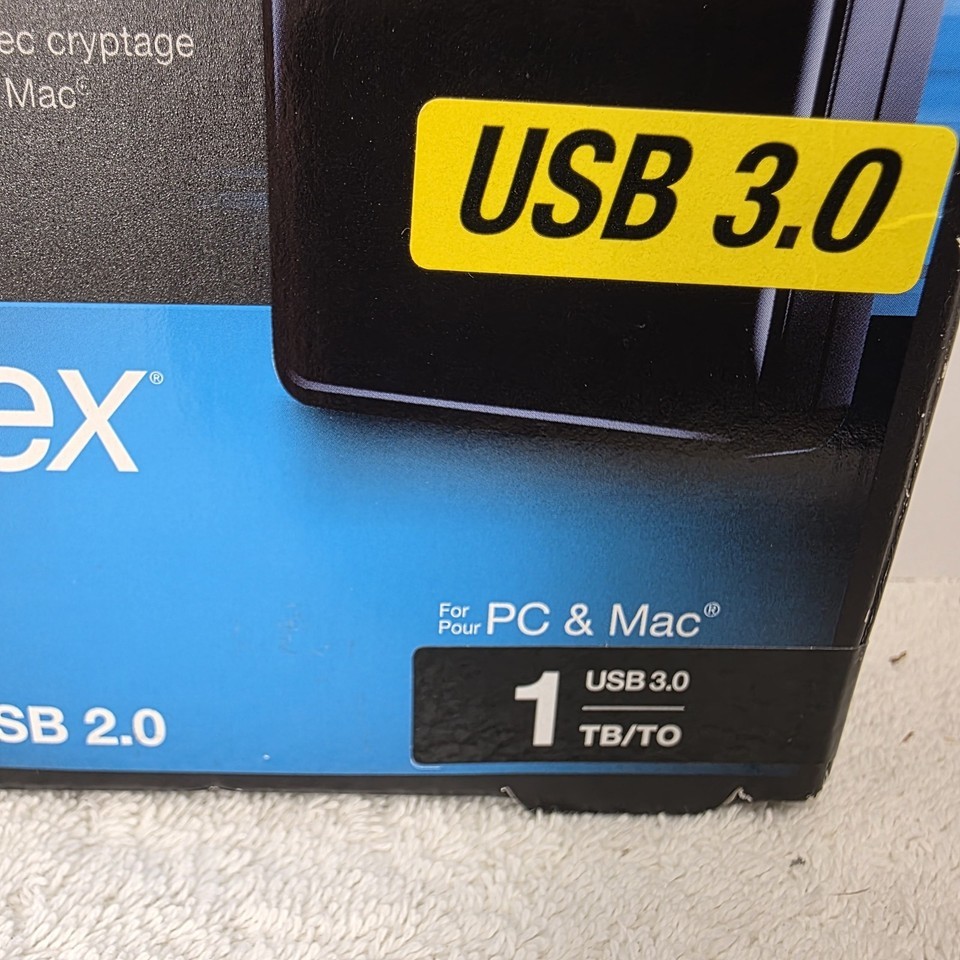 ec cryptage
Mac©
USB 3.0
ex®
For
Pour PC & Mac®
SB 2.0
1 USB 3.0
TB/TO